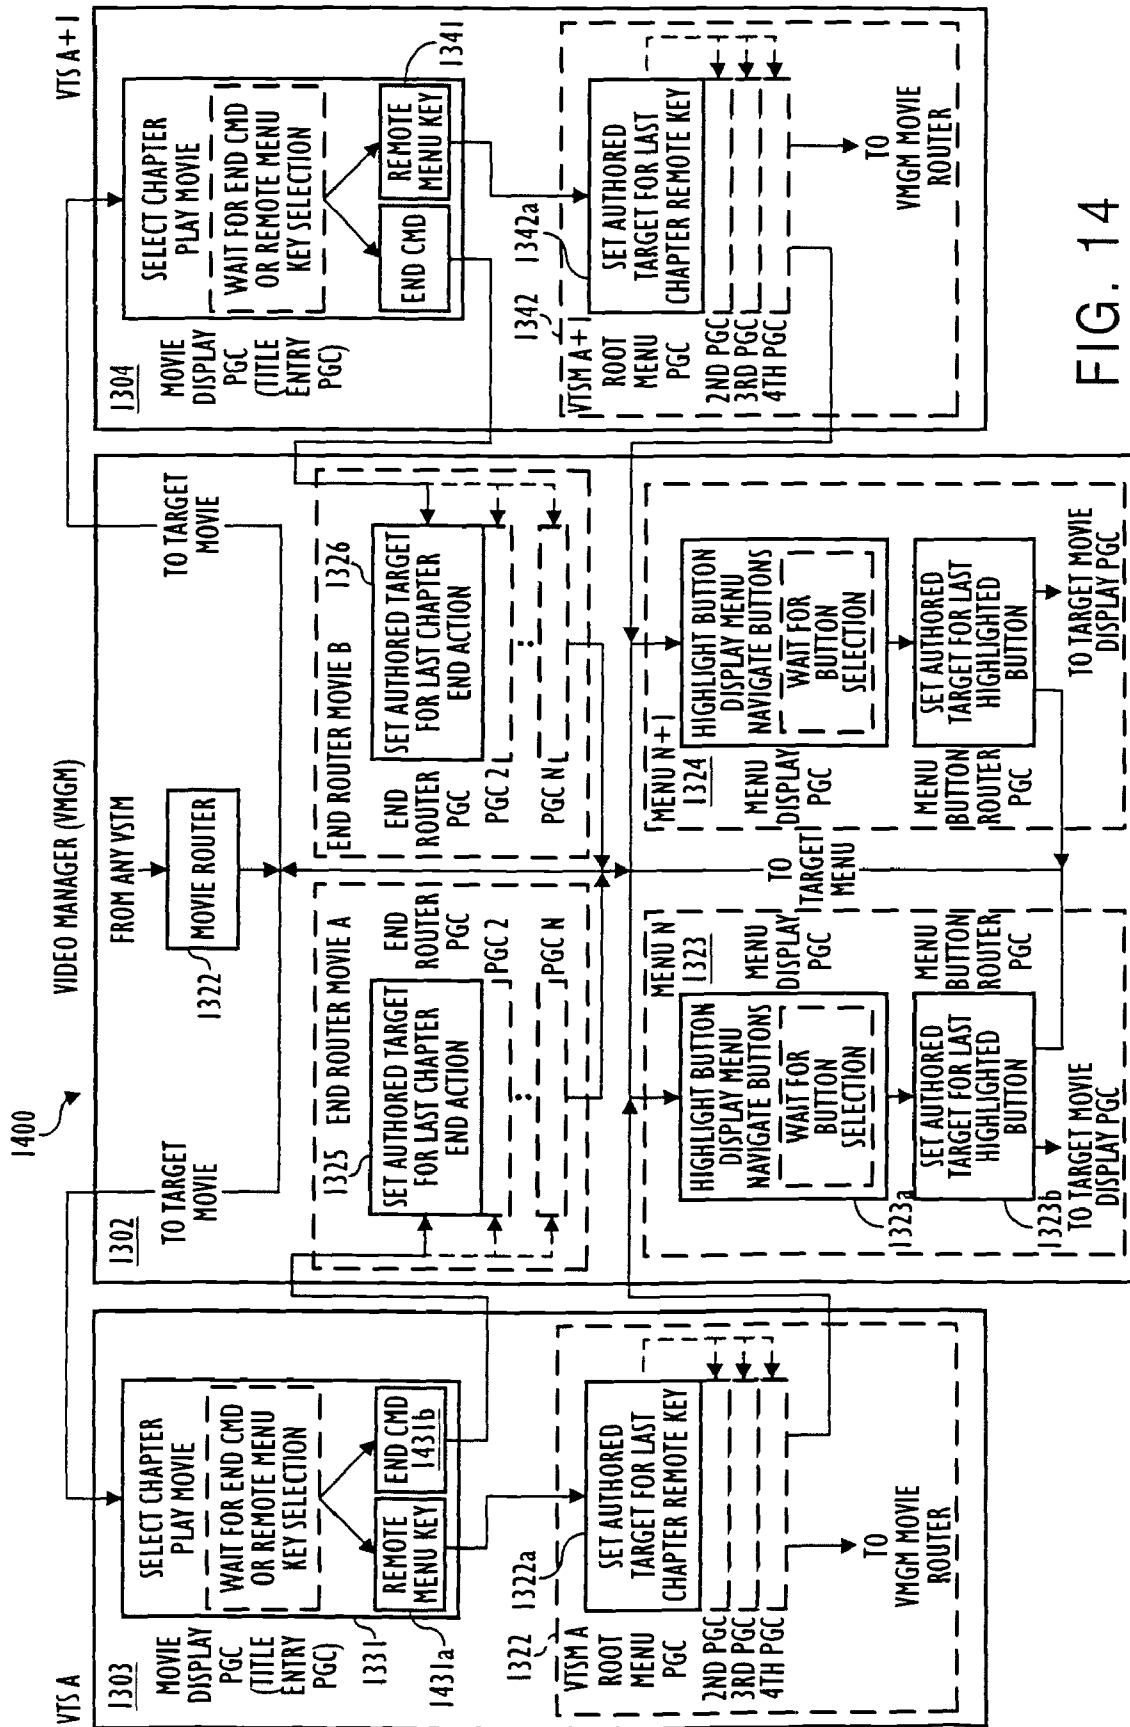 1400
VIDEO MANAGER (VMGM)
VTS A
1303
MOVIE
DISPLAY
PGC
(TITLE
ENTRY
PGC)
1331
1431a
SELECT CHAPTER
PLAY MOVIE
WAIT FOR END CMD
OR REMOTE MENU
KEY SELECTION
REMOTE
MENU KEY
END CMD
1431b
1322
1322a
VTSM A
ROOT
MENU
PGC
SET AUTHORED
TARGET FOR LAST
CHAPTER REMOTE KEY
2ND PGC
3RD PGC
4TH PGC
TO
VMGM MOVIE
ROUTER
1302
TO TARGET
MOVIE
FROM ANY VSTM
MOVIE ROUTER
1322
TO TARGET
MOVIE
1325
END ROUTER MOVIE A
SET AUTHORED TARGET
FOR LAST CHAPTER
END ACTION
END
ROUTER
PGC
PGC 2
PGC N
END ROUTER MOVIE B
1326
END
ROUTER
PGC
SET AUTHORED TARGET
FOR LAST CHAPTER
END ACTION
PGC 2
PGC N
MENU N
1323
HIGHLIGHT BUTTON
DISPLAY MENU
NAVIGATE BUTTONS
WAIT FOR
BUTTON
SELECTION
MENU
DISPLAY
PGC
1323a
SET AUTHORED
TARGET FOR LAST
HIGHLIGHTED
BUTTON
MENU
BUTTON
ROUTER
PGC
1323b
TO TARGET MOVIE
DISPLAY PGC
TO
TARGET
MENU
MENU N+1
1324
MENU
DISPLAY
PGC
HIGHLIGHT BUTTON
DISPLAY MENU
NAVIGATE BUTTONS
WAIT FOR
BUTTON
SELECTION
MENU
BUTTON
ROUTER
PGC
SET AUTHORED
TARGET FOR LAST
HIGHLIGHTED
BUTTON
TO TARGET MOVIE
DISPLAY PGC
VTS A+1
1304
MOVIE
DISPLAY
PGC
(TITLE
ENTRY
PGC)
SELECT CHAPTER
PLAY MOVIE
WAIT FOR END CMD
OR REMOTE MENU
KEY SELECTION
END CMD
REMOTE
MENU KEY
1341
1342
1342a
VTSM A+1
ROOT
MENU
PGC
SET AUTHORED
TARGET FOR LAST
CHAPTER REMOTE KEY
2ND PGC
3RD PGC
4TH PGC
TO
VMGM MOVIE
ROUTER
FIG. 14